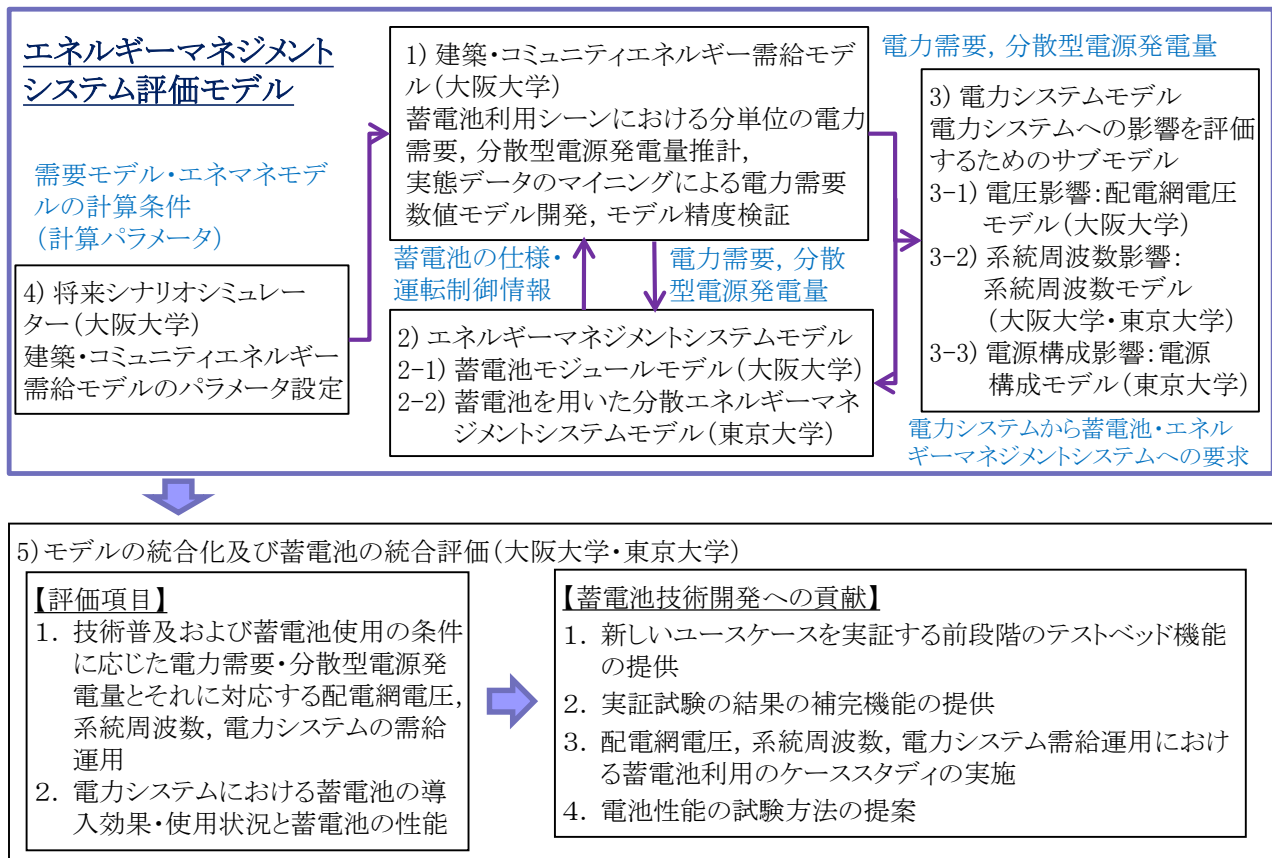 エネルギーマネジメント
システム評価モデル
需要モデル・エネマネモデ
ルの計算条件
（計算パラメータ）
4) 将来シナリオシミュレー
ター（大阪大学）
建築・コミュニティエネルギー
需給モデルのパラメータ設定
1) 建築・コミュニティエネルギー需給モデ
ル（大阪大学）
蓄電池利用シーンにおける分単位の電力
需要，分散型電源発電量推計，
実態データのマイニングによる電力需要
数値モデル開発，モデル精度検証
蓄電池の仕様・
運転制御情報
電力需要，分散
型電源発電量
2) エネルギーマネジメントシステムモデル
2-1) 蓄電池モジュールモデル（大阪大学）
2-2) 蓄電池を用いた分散エネルギーマネ
ジメントシステムモデル（東京大学）
電力需要，分散型電源発電量
3) 電力システムモデル
電力システムへの影響を評価
するためのサブモデル
3-1) 電圧影響：配電網電圧
モデル（大阪大学）
3-2) 系統周波数影響：
系統周波数モデル
（大阪大学・東京大学）
3-3) 電源構成影響：電源
構成モデル（東京大学）
電力システムから蓄電池・エネル
ギーマネジメントシステムへの要求
5)モデルの統合化及び蓄電池の統合評価（大阪大学・東京大学）
【評価項目】
1. 技術普及および蓄電池使用の条件
に応じた電力需要・分散型電源発
電量とそれに対応する配電網電圧，
系統周波数，電力システムの需給
運用
2. 電力システムにおける蓄電池の導
入効果・使用状況と蓄電池の性能
【蓄電池技術開発への貢献】
1. 新しいユースケースを実証する前段階のテストベッド機能
の提供
2. 実証試験の結果の補完機能の提供
3. 配電網電圧，系統周波数，電力システム需給運用におけ
る蓄電池利用のケーススタディの実施
4. 電池性能の試験方法の提案